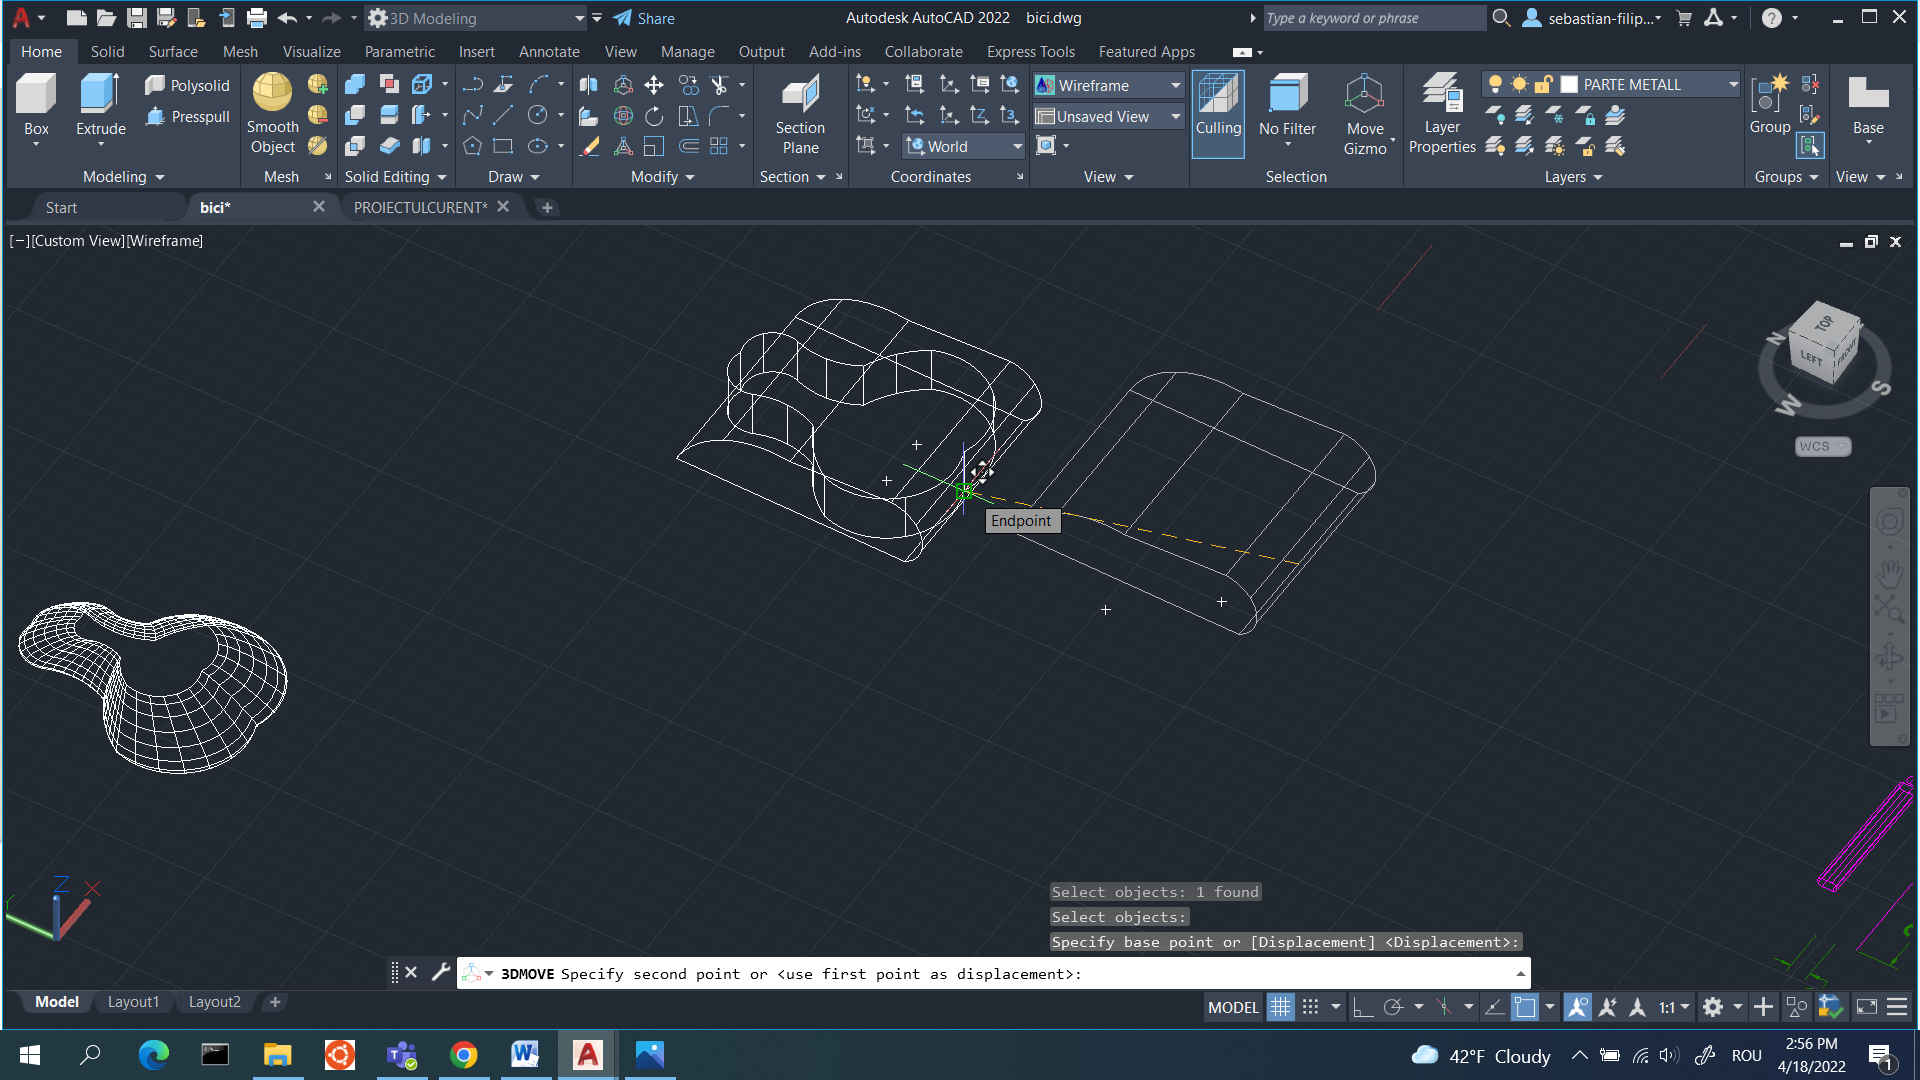 3D Modeling
Share
Autodesk AutoCAD 2022 bici.dwg
Type a keyword or phrase
sebastian-filip...
Home Solid Surface Mesh Visualize Parametric Insert Annotate View Manage Output Add-ins Collaborate Express Tools Featured Apps
Box
Extrude
Polysolid
Presspull
Smooth
Object
Section
Plane
World
Wireframe
Unsaved View
Culling
No Filter
Move
Gizmo
Layer
Properties
PARTE METALL
Group
Base
Modeling Mesh Solid Editing Draw Modify Section Coordinates View Selection Layers Groups View
Start bici* PROIECTULCURENT*
[−][Custom View][Wireframe]
N
TOP
LEFT
FRONT
S
W
WCS
Endpoint
Z X
Select objects: 1 found
Select objects:
Specify base point or [Displacement] <Displacement>:
3DMOVE Specify second point or <use first point as displacement>:
Model Layout1 Layout2
MODEL 1:1
42°F Cloudy
ROU
2:56 PM
4/18/2022
1